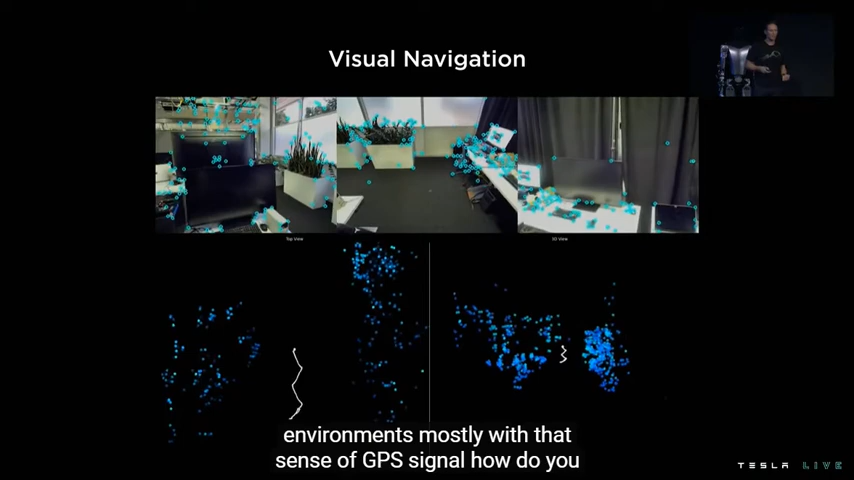 Visual Navigation
Top View
3D View
environments mostly with that
sense of GPS signal how do you
TESLA LIVE